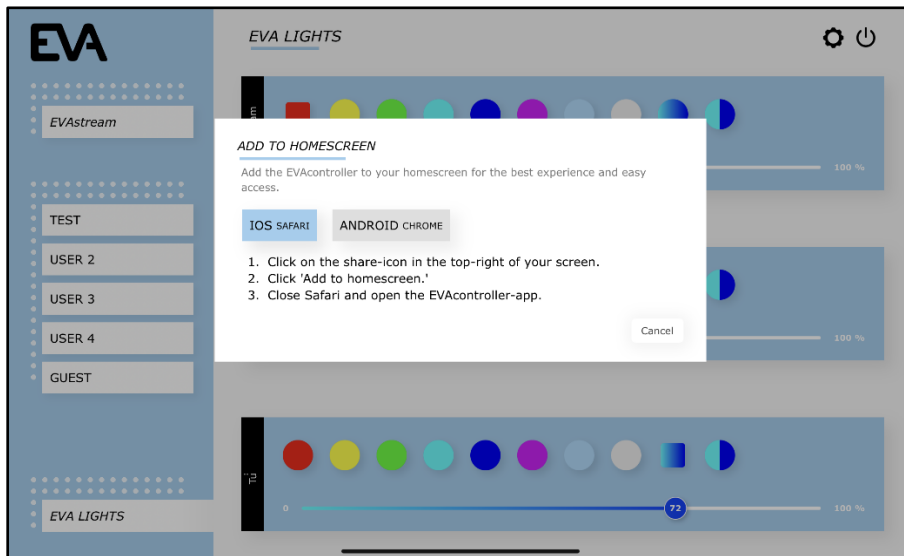 EVA
EVA LIGHTS
EVAstream
100 %
ADD TO HOMESCREEN
Add the EVAcontroller to your homescreen for the best experience and easy
access.
IOS SAFARI
ANDROID CHROME
1. Click on the share-icon in the top-right of your screen.
2. Click 'Add to homescreen.'
3. Close Safari and open the EVAcontroller-app.
Cancel
TEST
USER 2
USER 3
USER 4
GUEST
100 %
0
72
100 %
EVA LIGHTS